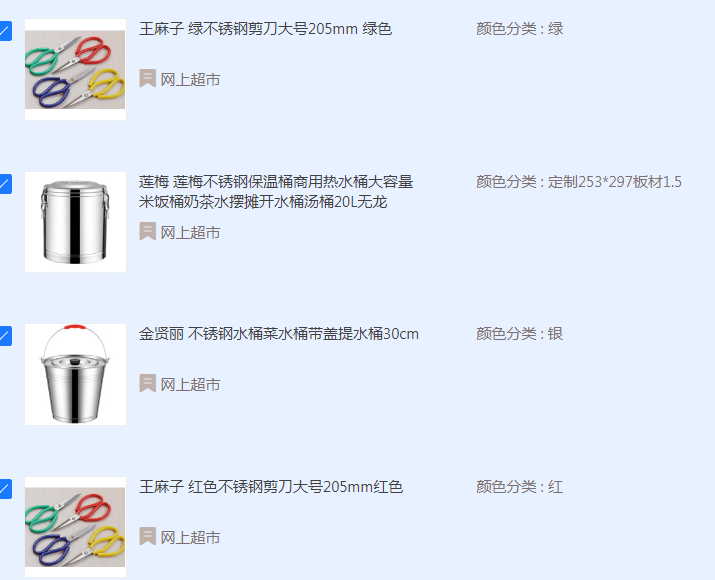 王麻子 绿不锈钢剪刀大号205mm 绿色
颜色分类 : 绿
网上超市
莲梅 莲梅不锈钢保温桶商用热水桶大容量
颜色分类 : 定制253*297板材1.5
米饭桶奶茶水摆摊开水桶汤桶20L无龙
网上超市
金贤丽 不锈钢水桶菜水桶带盖提水桶30cm
颜色分类 : 银
网上超市
王麻子 红色不锈钢剪刀大号205mm红色
颜色分类 : 红
网上超市